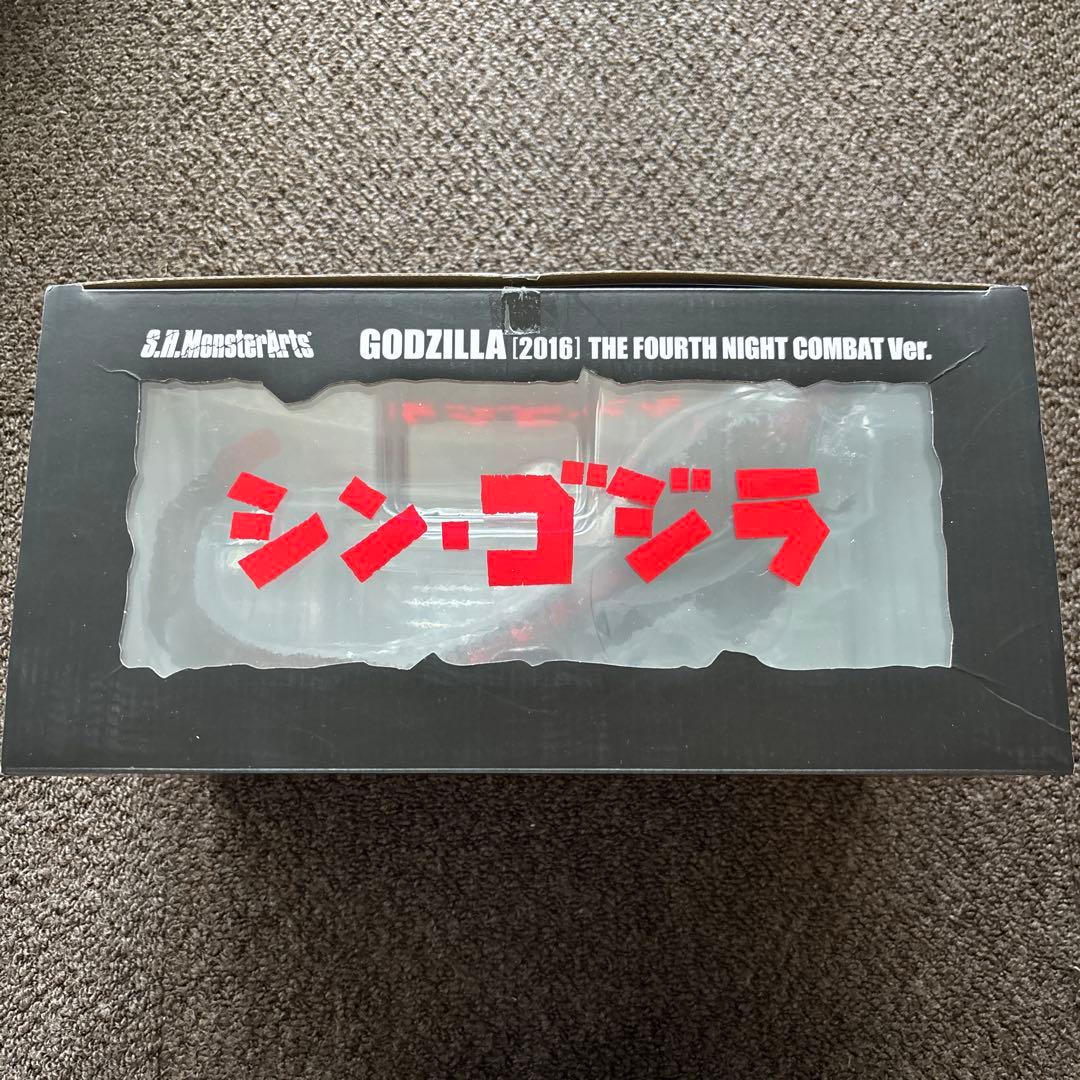 S.H.MonsterArts GODZILLA [2016] THE FOURTH NIGHT COMBAT Ver.
シン・ゴジラ